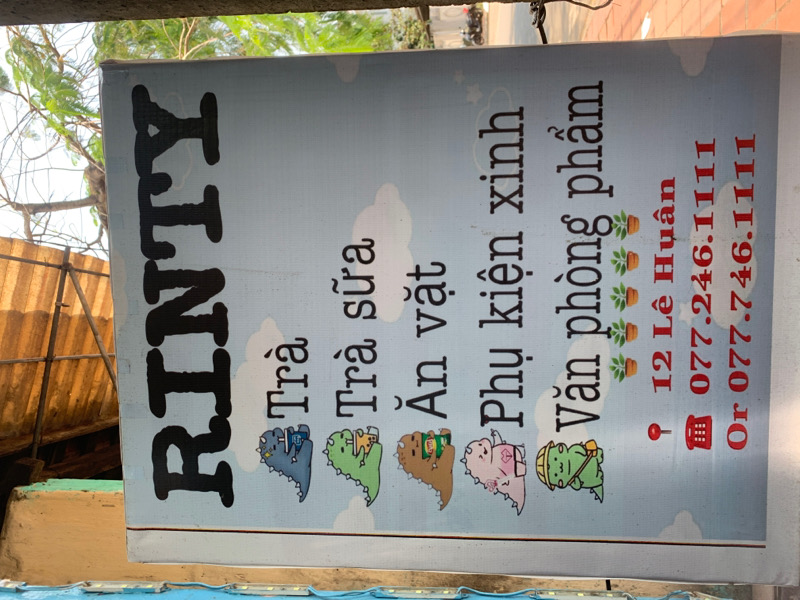 RINTY
Trà
Trà sữa
Ăn vặt
Phụ kiện xinh
Văn phòng phẩm
12 Lê Huân
077.246.1111
Or 077.746.1111